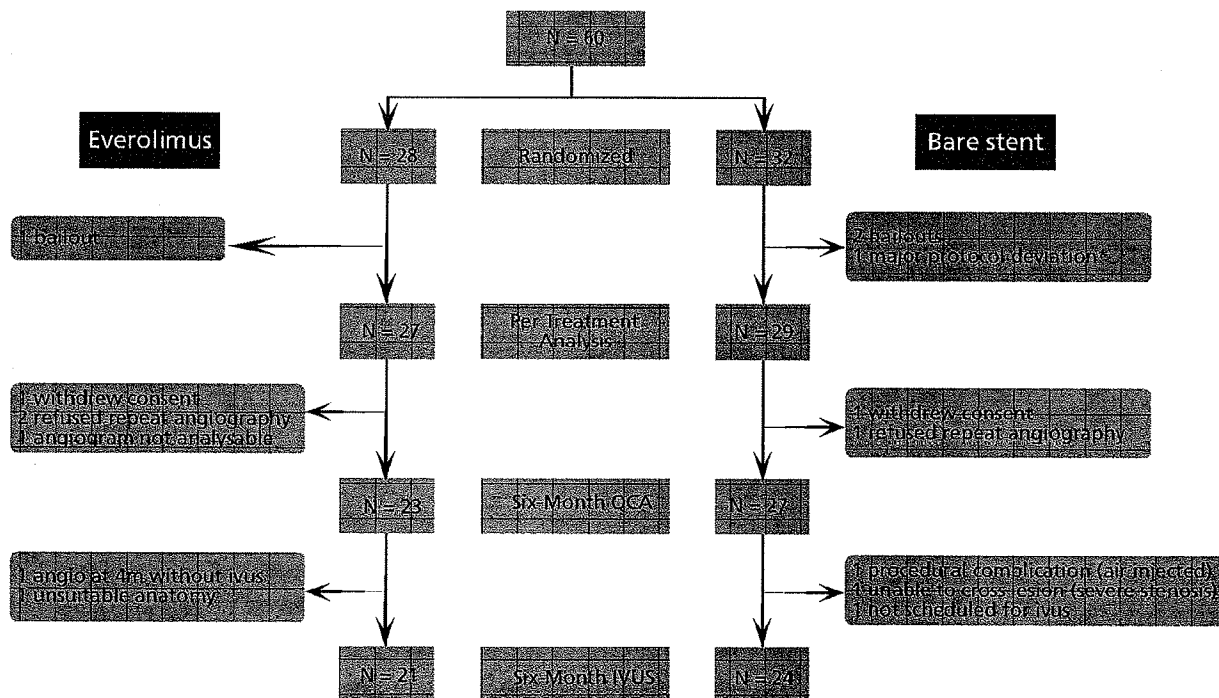 N = 60
Everolimus
N = 28
Randomized
N = 32
Bare stent
1 bailout
2 bailouts
1 major protocol deviation
N = 27
Per Treatment
Analysis
N = 29
1 withdrew consent
2 refused repeat angiography
1 angiogram not analysable
1 withdrew consent
1 refused repeat angiography
N = 23
Six-Month QCA
N = 27
1 angio at 4m without ivus
1 unsuitable anatomy
1 procedural complication (air injected)
1 unable to cross lesion (severe stenosis)
1 not scheduled for ivus
N = 21
Six-Month IVUS
N = 24